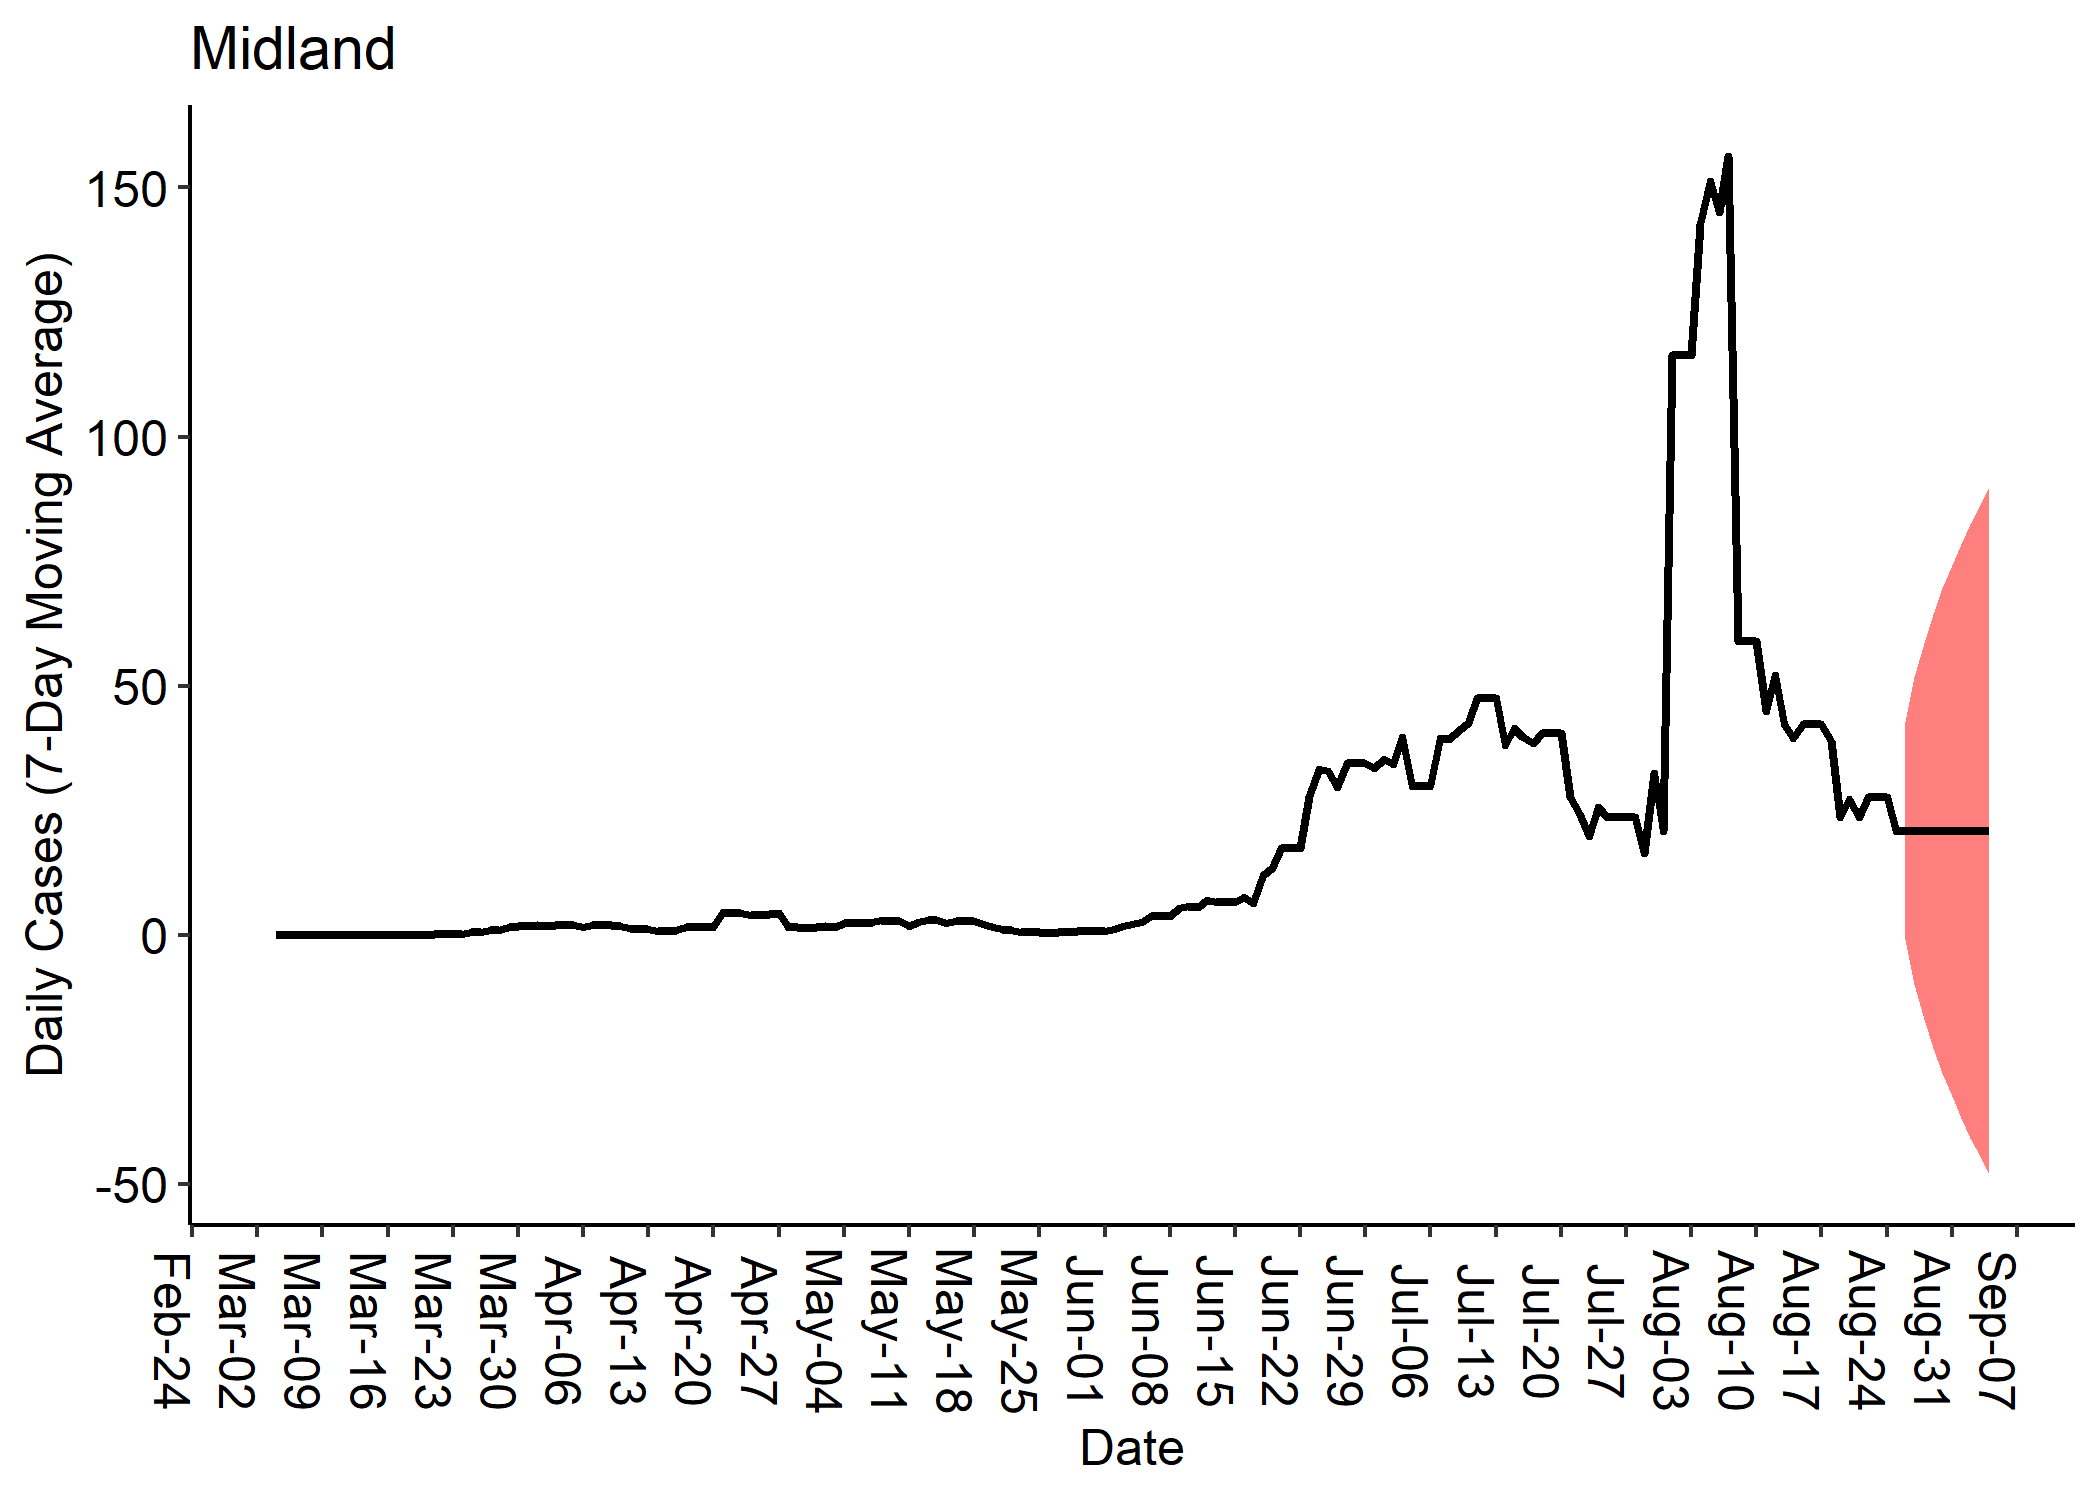 Midland
Daily Cases (7-Day Moving Average)
150
100
50
0
-50
Feb-24
Mar-02
Mar-09
Mar-16
Mar-23
Mar-30
Apr-06
Apr-13
Apr-20
Apr-27
May-04
May-11
May-18
May-25
Jun-01
Jun-08
Jun-15
Jun-22
Jun-29
Jul-06
Jul-13
Jul-20
Jul-27
Aug-03
Aug-10
Aug-17
Aug-24
Aug-31
Sep-07
Date